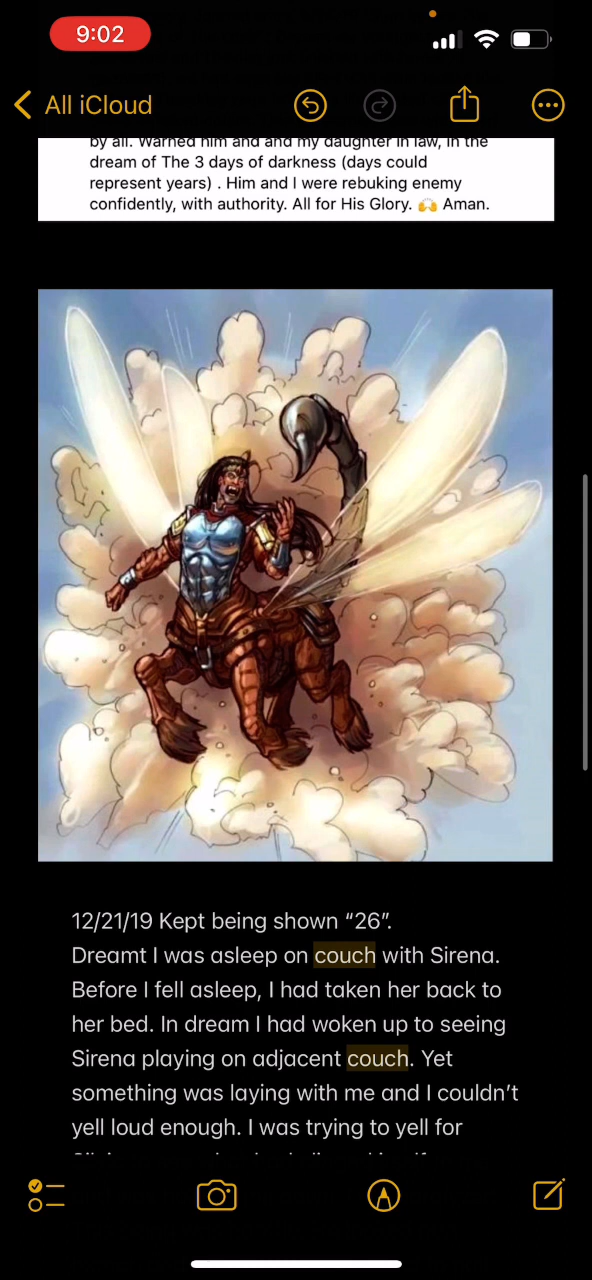 9:02
All iCloud
by all. Warned him and and my daughter in law, in the
dream of The 3 days of darkness (days could
represent years) . Him and I were rebuking enemy
confidently, with authority. All for His Glory. 🙌 Aman.
12/21/19 Kept being shown “26”.
Dreamt I was asleep on couch with Sirena.
Before I fell asleep, I had taken her back to
her bed. In dream I had woken up to seeing
Sirena playing on adjacent couch. Yet
something was laying with me and I couldn’t
yell loud enough. I was trying to yell for